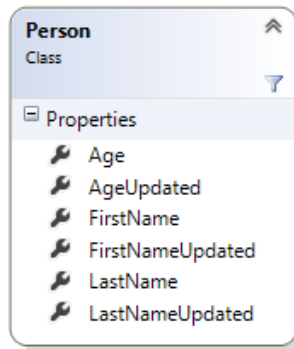 Person
Class
Properties
Age
AgeUpdated
FirstName
FirstNameUpdated
LastName
LastNameUpdated